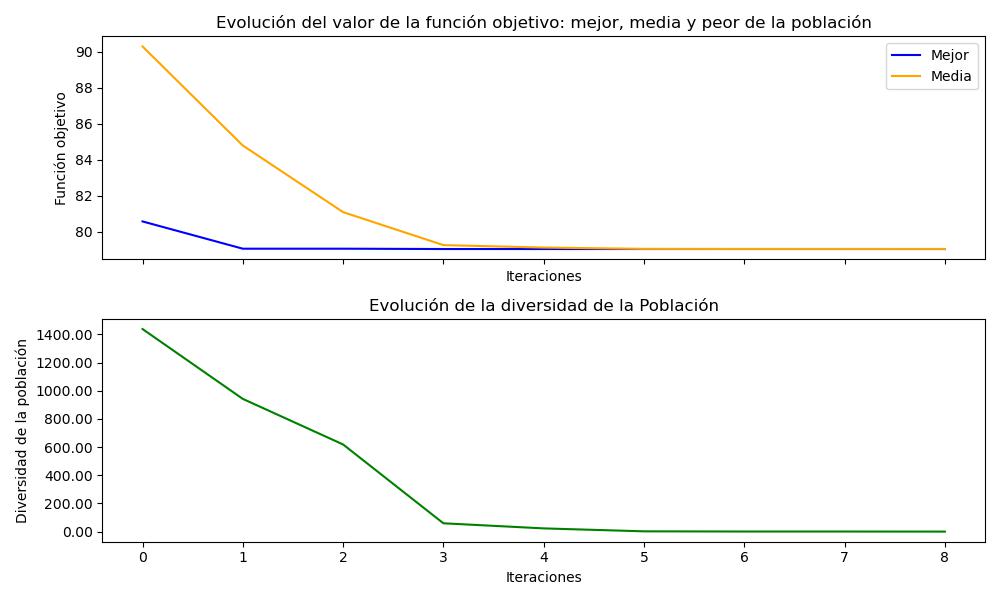 Evolución del valor de la función objetivo: mejor, media y peor de la población
Mejor
Media
Función objetivo
90
88
86
84
82
80
Iteraciones
Evolución de la diversidad de la Población
Diversidad de la población
1400.00
1200.00
1000.00
800.00
600.00
400.00
200.00
0.00
0 1 2 3 4 5 6 7 8
Iteraciones